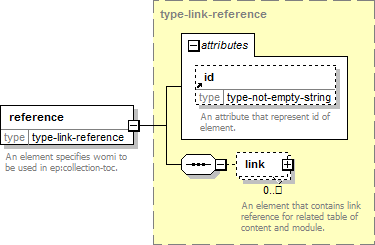 type-link-reference
attributes
id
type type-not-empty-string
An attribute that represent id of
element.
reference
type type-link-reference
An element specifies womi to
be used in ep:collection-toc.
link
0..□
An element that contains link
reference for related table of
content and module.